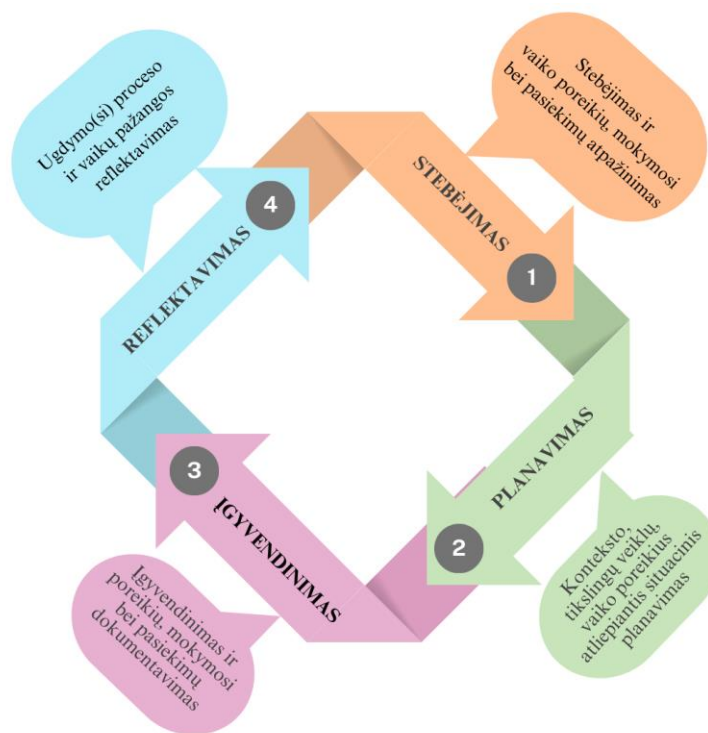 Stebėjimas ir
vaiko poreikių, mokymosi
bei pasiekimų atpažinimas
STEBĖJIMAS
1
Konteksto,
tikslingų veiklų,
vaiko poreikius
atliepiantis situacinis
planavimas
PLANAVIMAS
2
Įgyvendinimas ir
poreikių, mokymosi
bei pasiekimų
dokumentavimas
ĮGYVENDINIMAS
3
Ugdymo(si) proceso
ir vaikų pažangos
reflektavimas
REFLEKTAVIMAS
4